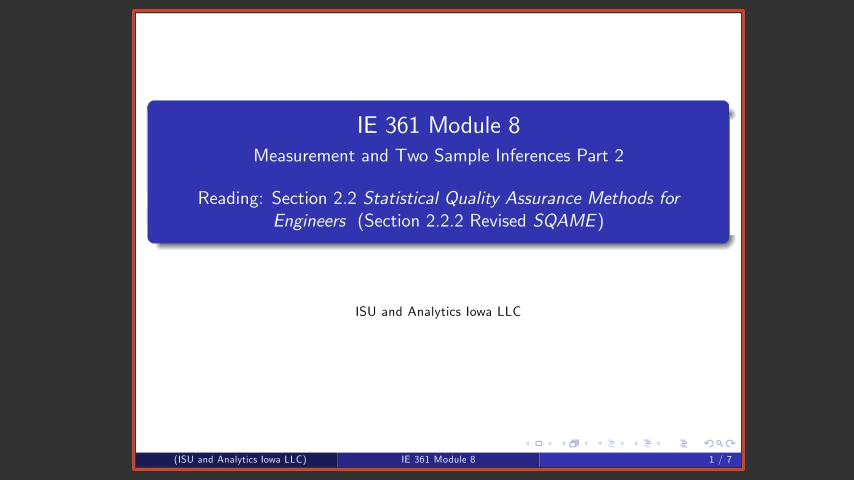 IE 361 Module 8
Measurement and Two Sample Inferences Part 2
Reading: Section 2.2 Statistical Quality Assurance Methods for
Engineers (Section 2.2.2 Revised SQAME)
ISU and Analytics Iowa LLC
(ISU and Analytics Iowa LLC) IE 361 Module 8 1 / 7